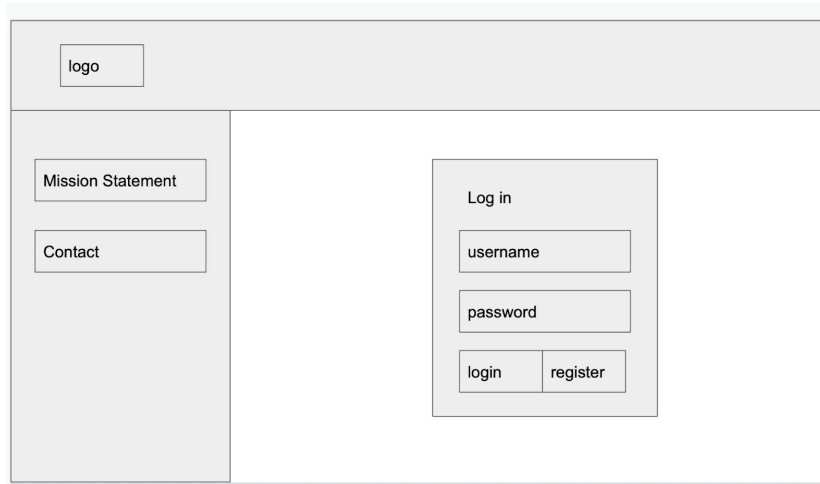 logo
Mission Statement
Contact
Log in
username
password
login
register